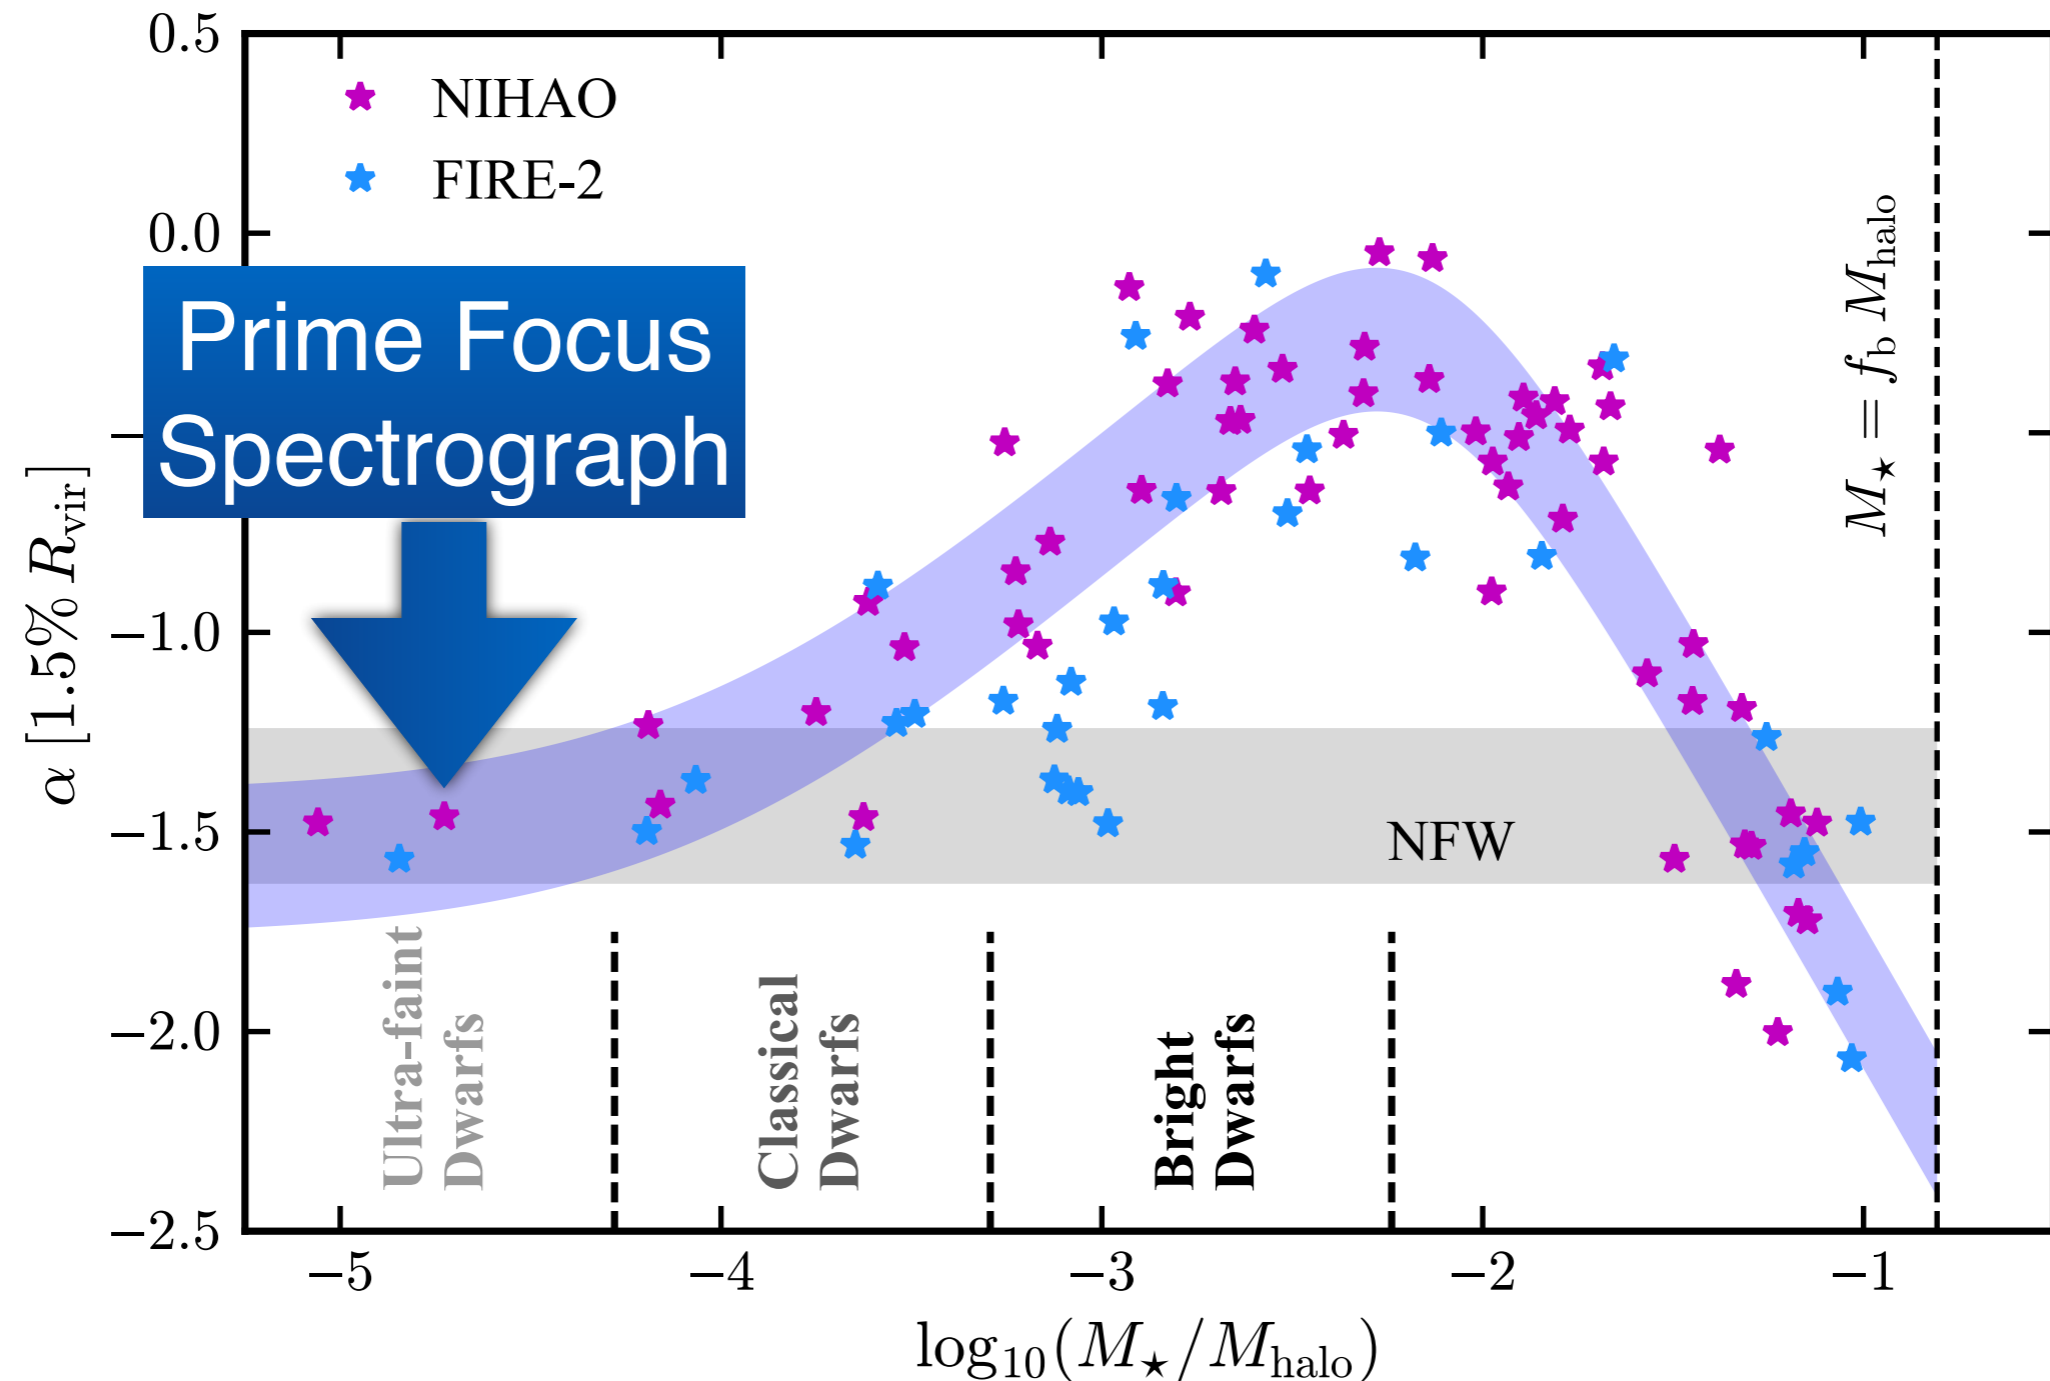 0.5
NIHAO
FIRE-2
0.0
Prime Focus
Spectrograph
−
−1.0
−1.5
−2.0
−2.5
α [1.5% R_vir]
M⋆ = f_b M_halo
NFW
Ultra-faint
Dwarfs
Classical
Dwarfs
Bright
Dwarfs
−5
−4
−3
−2
−1
log₁₀(M⋆/M_halo)